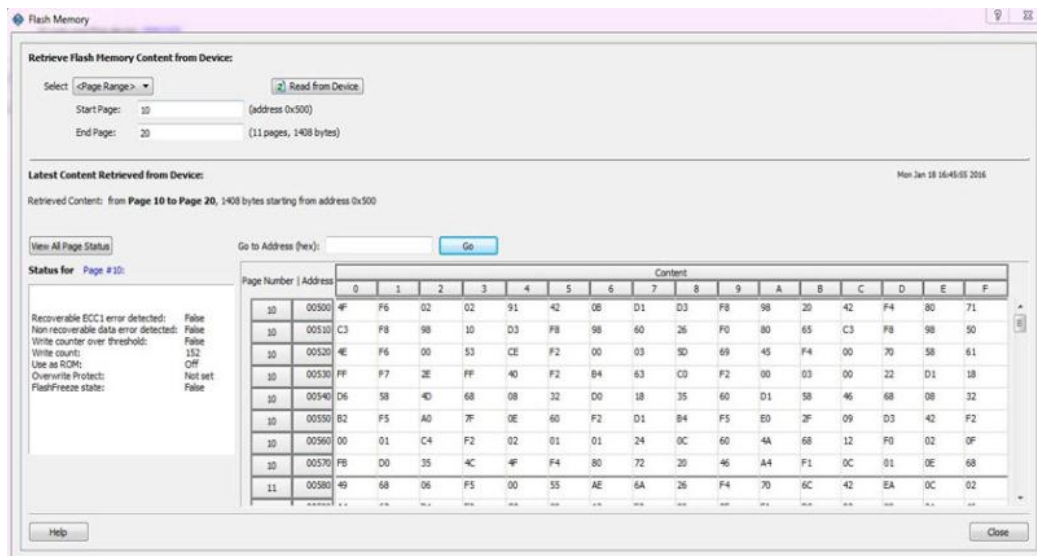 Flash Memory
Retrieve Flash Memory Content from Device:
Select <Page Range> Read from Device
Start Page: 10 (address 0x500)
End Page: 20 (11 pages, 1408 bytes)
Latest Content Retrieved from Device: Mon Jan 18 16:45:55 2016
Retrieved Content: from Page 10 to Page 20, 1408 bytes starting from address 0x500
View All Page Status Go to Address (hex): Go
Status for Page #10:
Recoverable ECC1 error detected: False
Non recoverable data error detected: False
Write counter over threshold: False
Write count: 152
Use as ROM: Off
Overwrite Protect: Not set
FlashFreeze state: False
Page Number | Address Content
0 1 2 3 4 5 6 7 8 9 A B C D E F
10 00500 4F F6 02 02 91 42 0B D1 D3 F8 98 20 42 F4 80 71
10 00510 C3 F8 98 10 D3 F8 98 60 26 F0 80 65 C3 F8 98 50
10 00520 4E F6 00 53 CE F2 00 03 5D 69 45 F4 00 70 58 61
10 00530 FF F7 2E FF 40 F2 B4 63 C0 F2 00 03 00 22 D1 18
10 00540 D6 58 4D 68 08 32 D0 18 35 60 D1 58 46 68 08 32
10 00550 B2 F5 A0 7F 0E 60 F2 D1 B4 F5 E0 2F 09 D3 42 F2
10 00560 00 01 C4 F2 02 01 01 24 0C 60 4A 68 12 F0 02 0F
10 00570 FB D0 35 4C 4F F4 80 72 20 46 A4 F1 0C 01 0E 68
11 00580 49 68 06 F5 00 55 AE 6A 26 F4 70 6C 42 EA 0C 02
Help Close